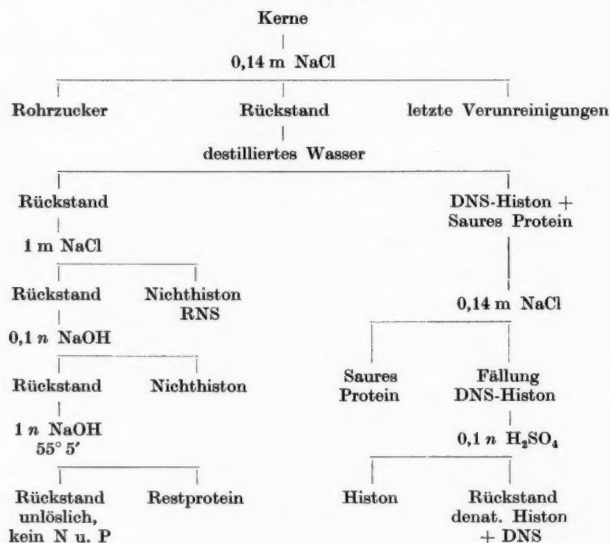 Kerne
0,14 m NaCl
Rohrzucker Rückstand letzte Verunreinigungen
destilliertes Wasser
Rückstand DNS-Histon +
Saures Protein
1 m NaCl
Rückstand Nichthiston 0,14 m NaCl
RNS
0,1 n NaOH
Rückstand Nichthiston Saures Fällung
Protein DNS-Histon
1 n NaOH 0,1 n H₂SO₄
55° 5′
Rückstand Restprotein Histon Rückstand
unlöslich, denat. Histon
kein N u. P + DNS